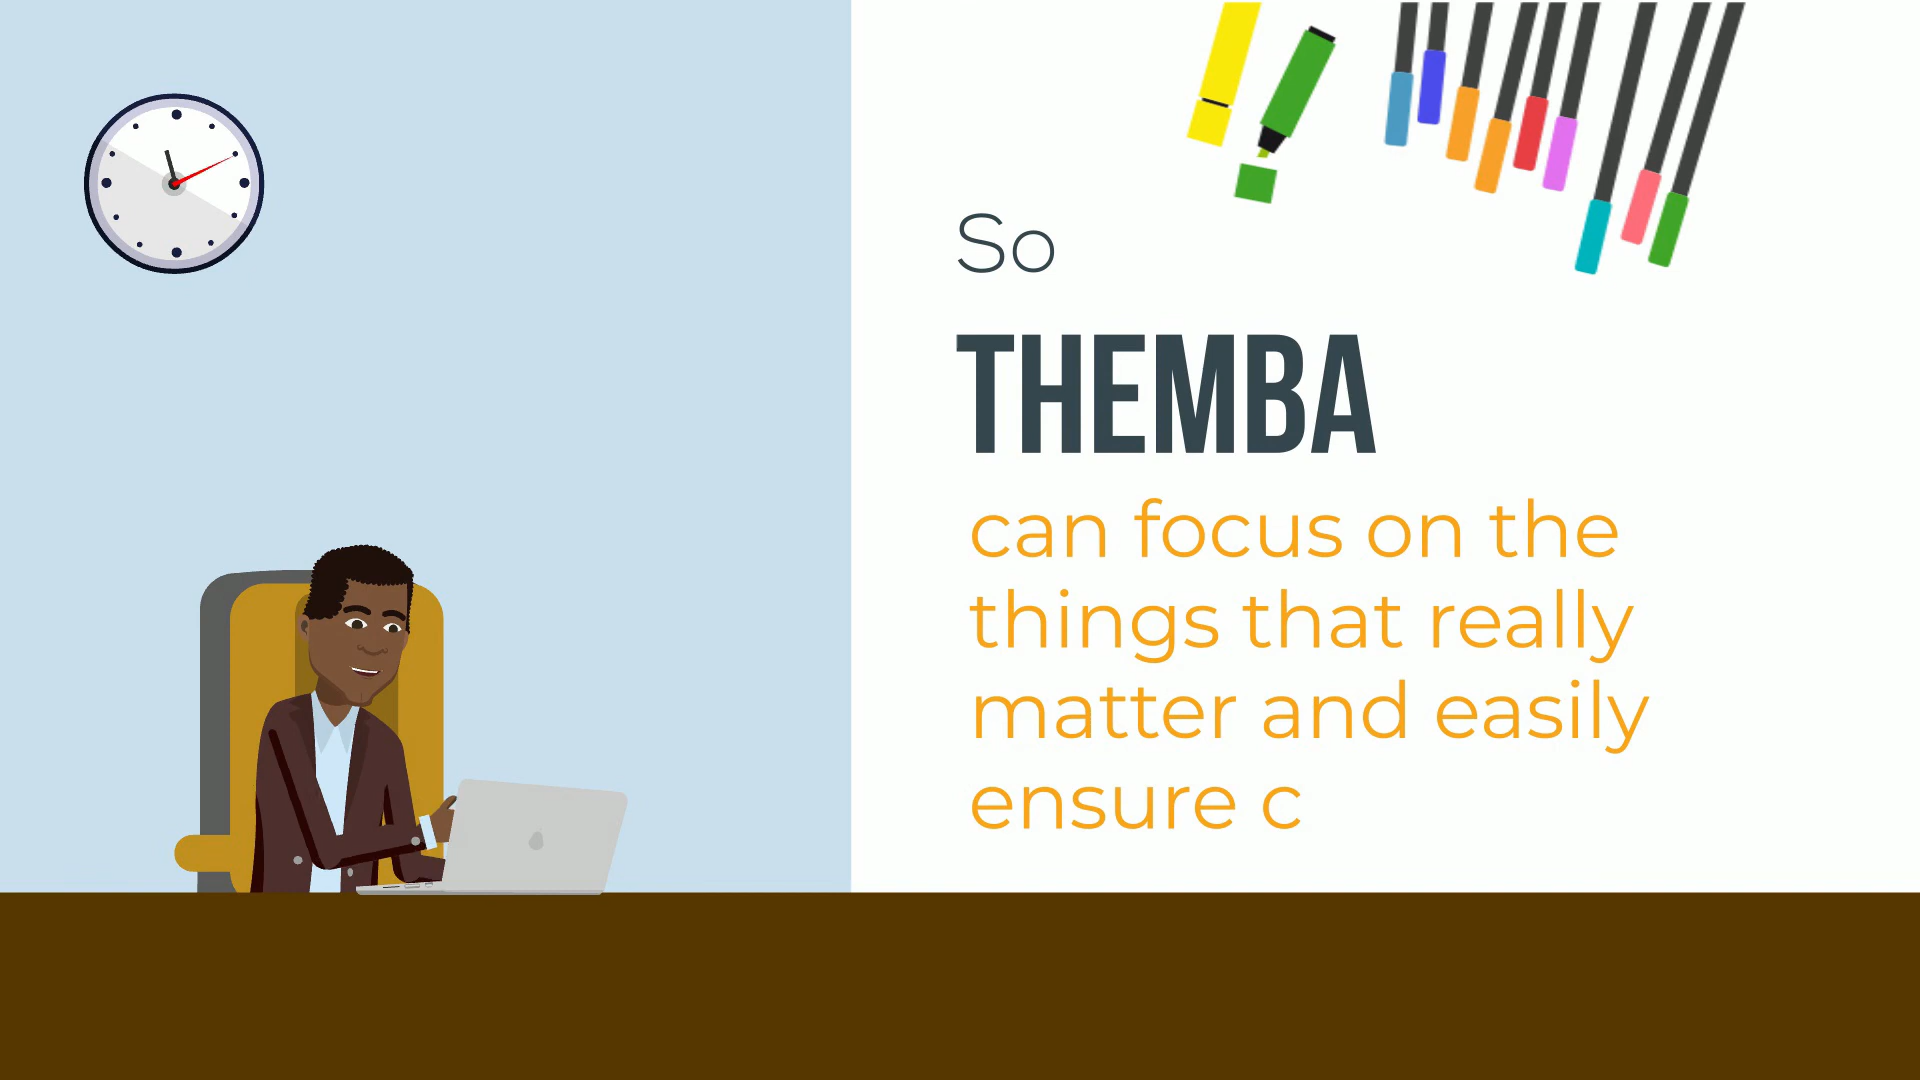 So
THEMBA
can focus on the
things that really
matter and easily
ensure c